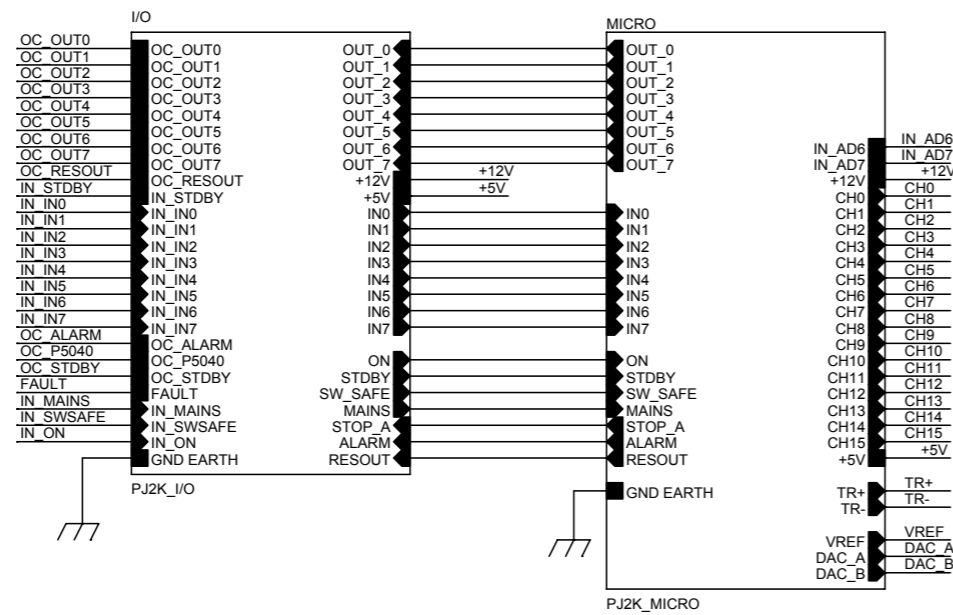 I/O
MICRO
OC_OUT0
OC_OUT1
OC_OUT2
OC_OUT3
OC_OUT4
OC_OUT5
OC_OUT6
OC_OUT7
OC_RESOUT
IN_STDBY
IN_IN0
IN_IN1
IN_IN2
IN_IN3
IN_IN4
IN_IN5
IN_IN6
IN_IN7
OC_ALARM
OC_P5040
OC_STDBY
FAULT
IN_MAINS
IN_SWSAFE
IN_ON
OC_OUT0
OC_OUT1
OC_OUT2
OC_OUT3
OC_OUT4
OC_OUT5
OC_OUT6
OC_OUT7
OC_RESOUT
IN_STDBY
IN_IN0
IN_IN1
IN_IN2
IN_IN3
IN_IN4
IN_IN5
IN_IN6
IN_IN7
OC_ALARM
OC_P5040
OC_STDBY
FAULT
IN_MAINS
IN_SWSAFE
IN_ON
GND EARTH
OUT_0
OUT_1
OUT_2
OUT_3
OUT_4
OUT_5
OUT_6
OUT_7
+12V
+5V
IN0
IN1
IN2
IN3
IN4
IN5
IN6
IN7
ON
STDBY
SW_SAFE
MAINS
STOP_A
ALARM
RESOUT
PJ2K_I/O
+12V
+5V
OUT_0
OUT_1
OUT_2
OUT_3
OUT_4
OUT_5
OUT_6
OUT_7
IN0
IN1
IN2
IN3
IN4
IN5
IN6
IN7
ON
STDBY
SW_SAFE
MAINS
STOP_A
ALARM
RESOUT
GND EARTH
IN_AD6
IN_AD7
+12V
CH0
CH1
CH2
CH3
CH4
CH5
CH6
CH7
CH8
CH9
CH10
CH11
CH12
CH13
CH14
CH15
+5V
TR+
TR-
VREF
DAC_A
DAC_B
IN_AD6
IN_AD7
+12V
CH0
CH1
CH2
CH3
CH4
CH5
CH6
CH7
CH8
CH9
CH10
CH11
CH12
CH13
CH14
CH15
+5V
TR+
TR-
VREF
DAC_A
DAC_B
PJ2K_MICRO